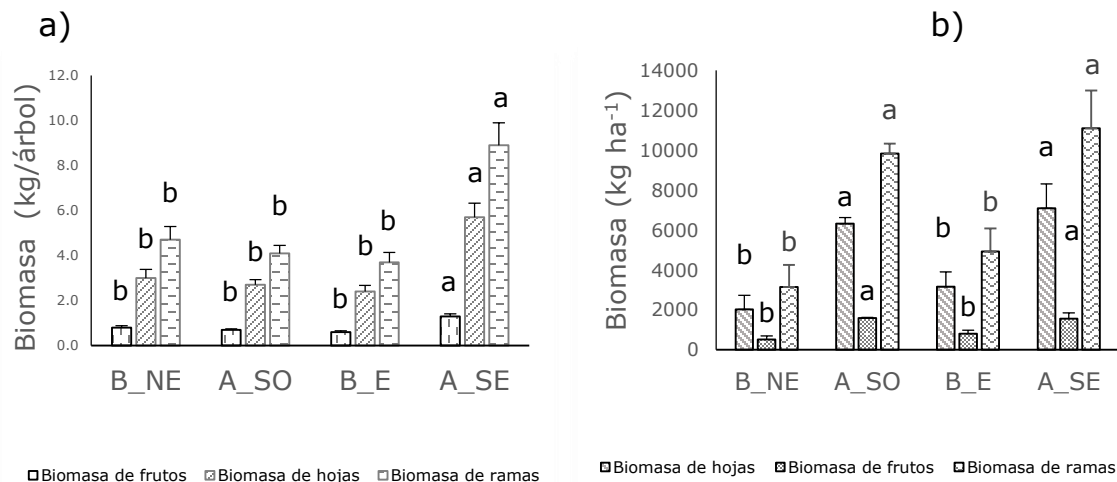 a)
Biomasa (kg/árbol)
12.0
10.0
8.0
6.0
4.0
2.0
0.0
b b b
b b b
b b b
a a a
B_NE A_SO B_E A_SE
Biomasa de frutos Biomasa de hojas Biomasa de ramas
b)
Biomasa (kg ha⁻¹)
14000
12000
10000
8000
6000
4000
2000
0
b b b
a a a
b b b
a a a
B_NE A_SO B_E A_SE
Biomasa de hojas Biomasa de frutos Biomasa de ramas